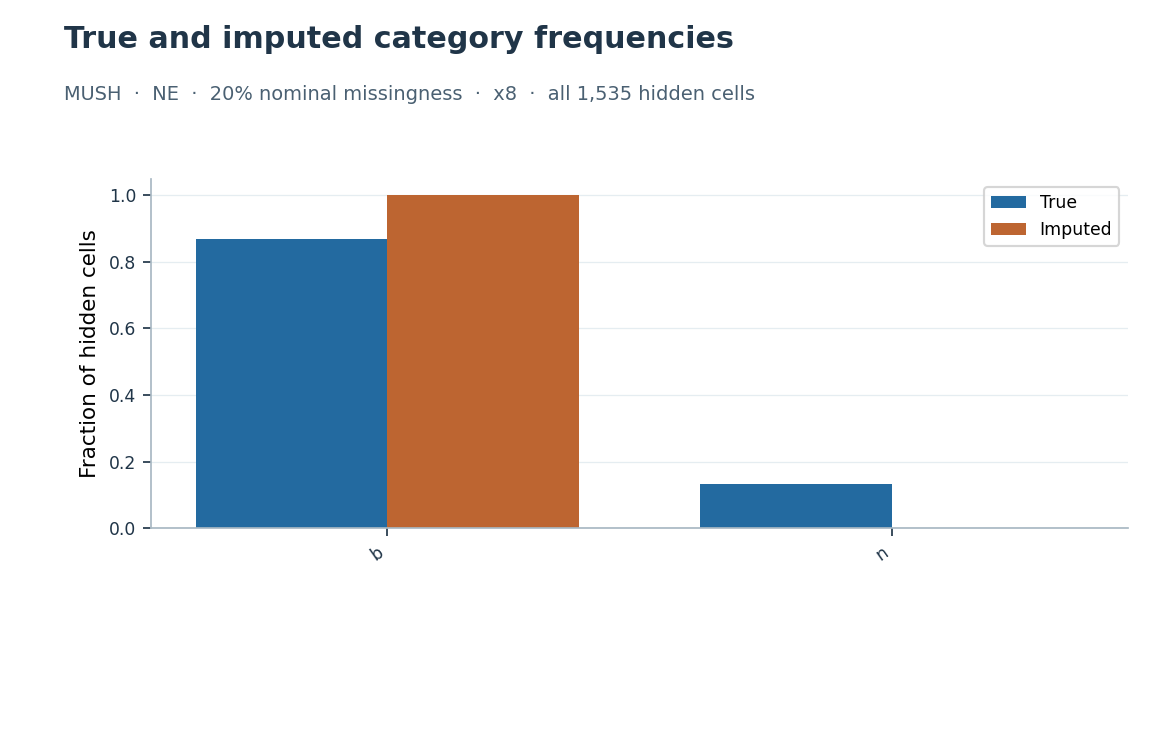 True and imputed category frequencies
MUSH · NE · 20% nominal missingness · x8 · all 1,535 hidden cells
1.0
0.8
0.6
0.4
0.2
0.0
Fraction of hidden cells
True
Imputed
b
n